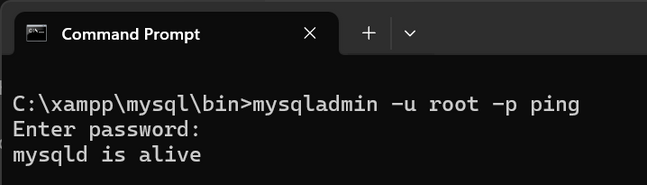 Command Prompt
C:\xampp\mysql\bin>mysqladmin -u root -p ping
Enter password:
mysqld is alive